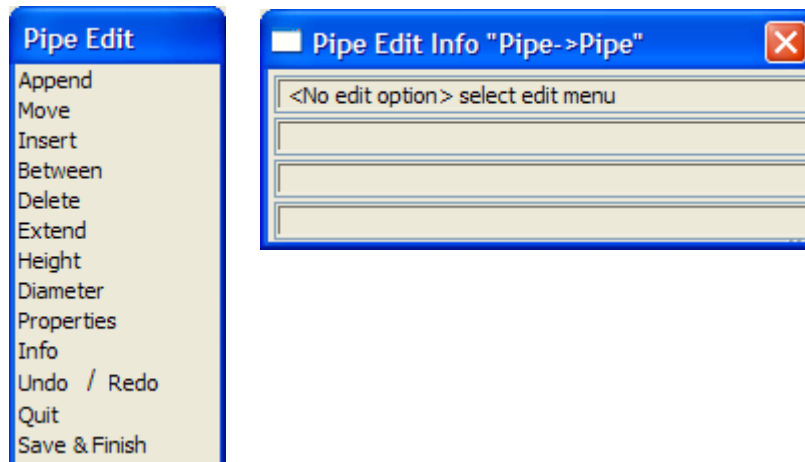 Pipe Edit
Append
Move
Insert
Between
Delete
Extend
Height
Diameter
Properties
Info
Undo / Redo
Quit
Save & Finish
Pipe Edit Info "Pipe->Pipe"
<No edit option> select edit menu